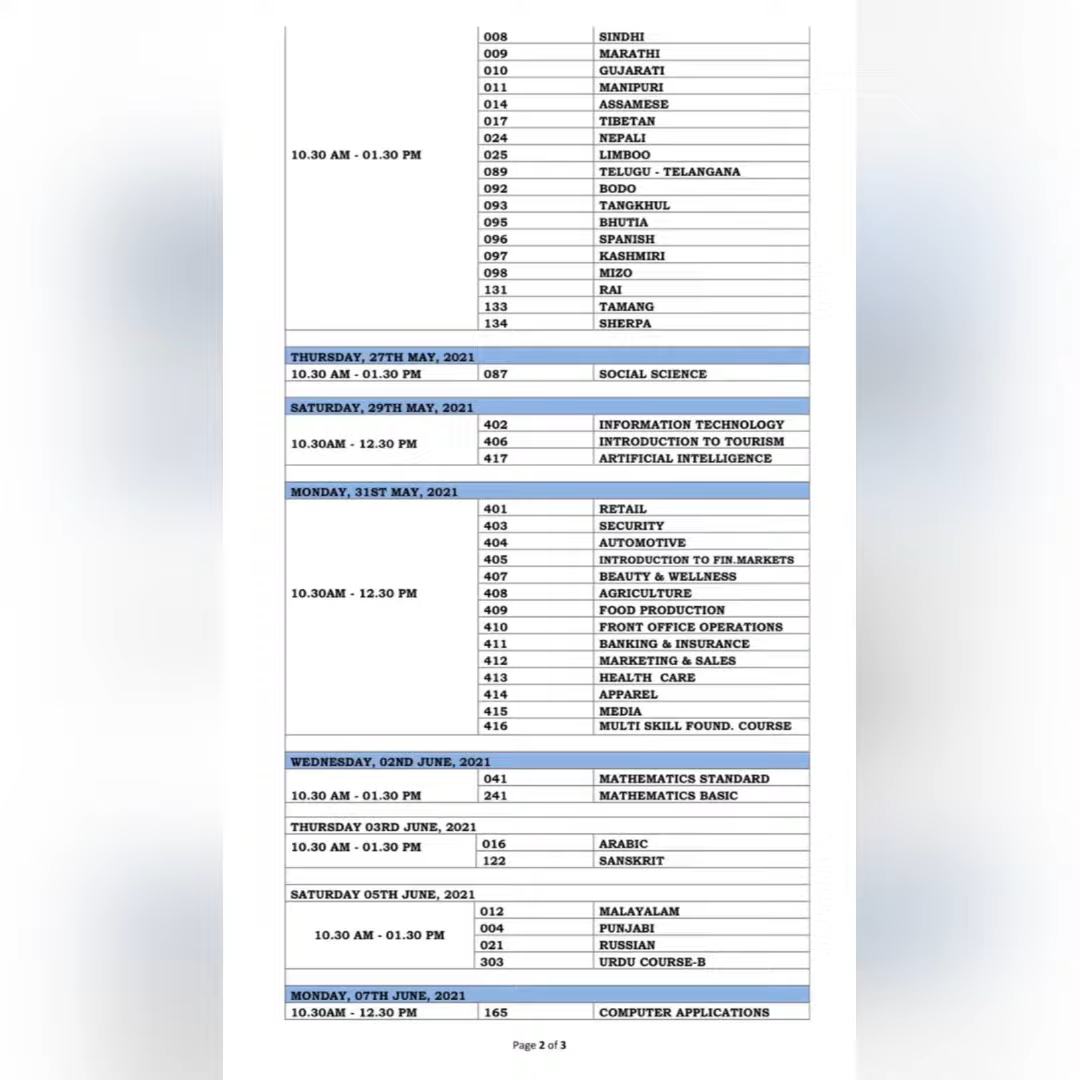 008 SINDHI
009 MARATHI
010 GUJARATI
011 MANIPURI
014 ASSAMESE
017 TIBETAN
024 NEPALI
10.30 AM - 01.30 PM 025 LIMBOO
089 TELUGU - TELANGANA
092 BODO
093 TANGKHUL
095 BHUTIA
096 SPANISH
097 KASHMIRI
098 MIZO
131 RAI
133 TAMANG
134 SHERPA
THURSDAY, 27TH MAY, 2021
10.30 AM - 01.30 PM 087 SOCIAL SCIENCE
SATURDAY, 29TH MAY, 2021
402 INFORMATION TECHNOLOGY
10.30AM - 12.30 PM 406 INTRODUCTION TO TOURISM
417 ARTIFICIAL INTELLIGENCE
MONDAY, 31ST MAY, 2021
401 RETAIL
403 SECURITY
404 AUTOMOTIVE
405 INTRODUCTION TO FIN.MARKETS
407 BEAUTY & WELLNESS
10.30AM - 12.30 PM 408 AGRICULTURE
409 FOOD PRODUCTION
410 FRONT OFFICE OPERATIONS
411 BANKING & INSURANCE
412 MARKETING & SALES
413 HEALTH CARE
414 APPAREL
415 MEDIA
416 MULTI SKILL FOUND. COURSE
WEDNESDAY, 02ND JUNE, 2021
041 MATHEMATICS STANDARD
10.30 AM - 01.30 PM 241 MATHEMATICS BASIC
THURSDAY 03RD JUNE, 2021
10.30 AM - 01.30 PM 016 ARABIC
122 SANSKRIT
SATURDAY 05TH JUNE, 2021
012 MALAYALAM
004 PUNJABI
10.30 AM - 01.30 PM 021 RUSSIAN
303 URDU COURSE-B
MONDAY, 07TH JUNE, 2021
10.30AM - 12.30 PM 165 COMPUTER APPLICATIONS
Page 2 of 3